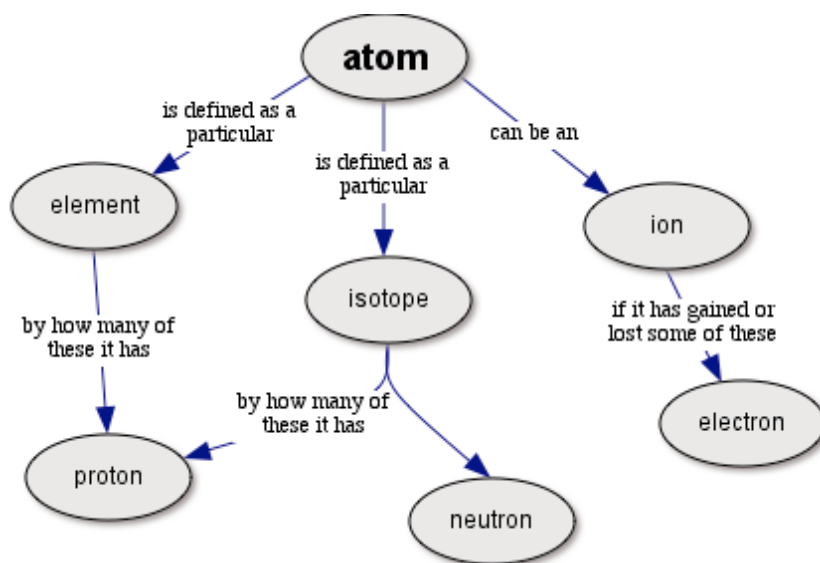 atom
is defined as a
particular
can be an
is defined as a
particular
element
ion
isotope
by how many of
these it has
if it has gained or
lost some of these
by how many of
these it has
electron
proton
neutron